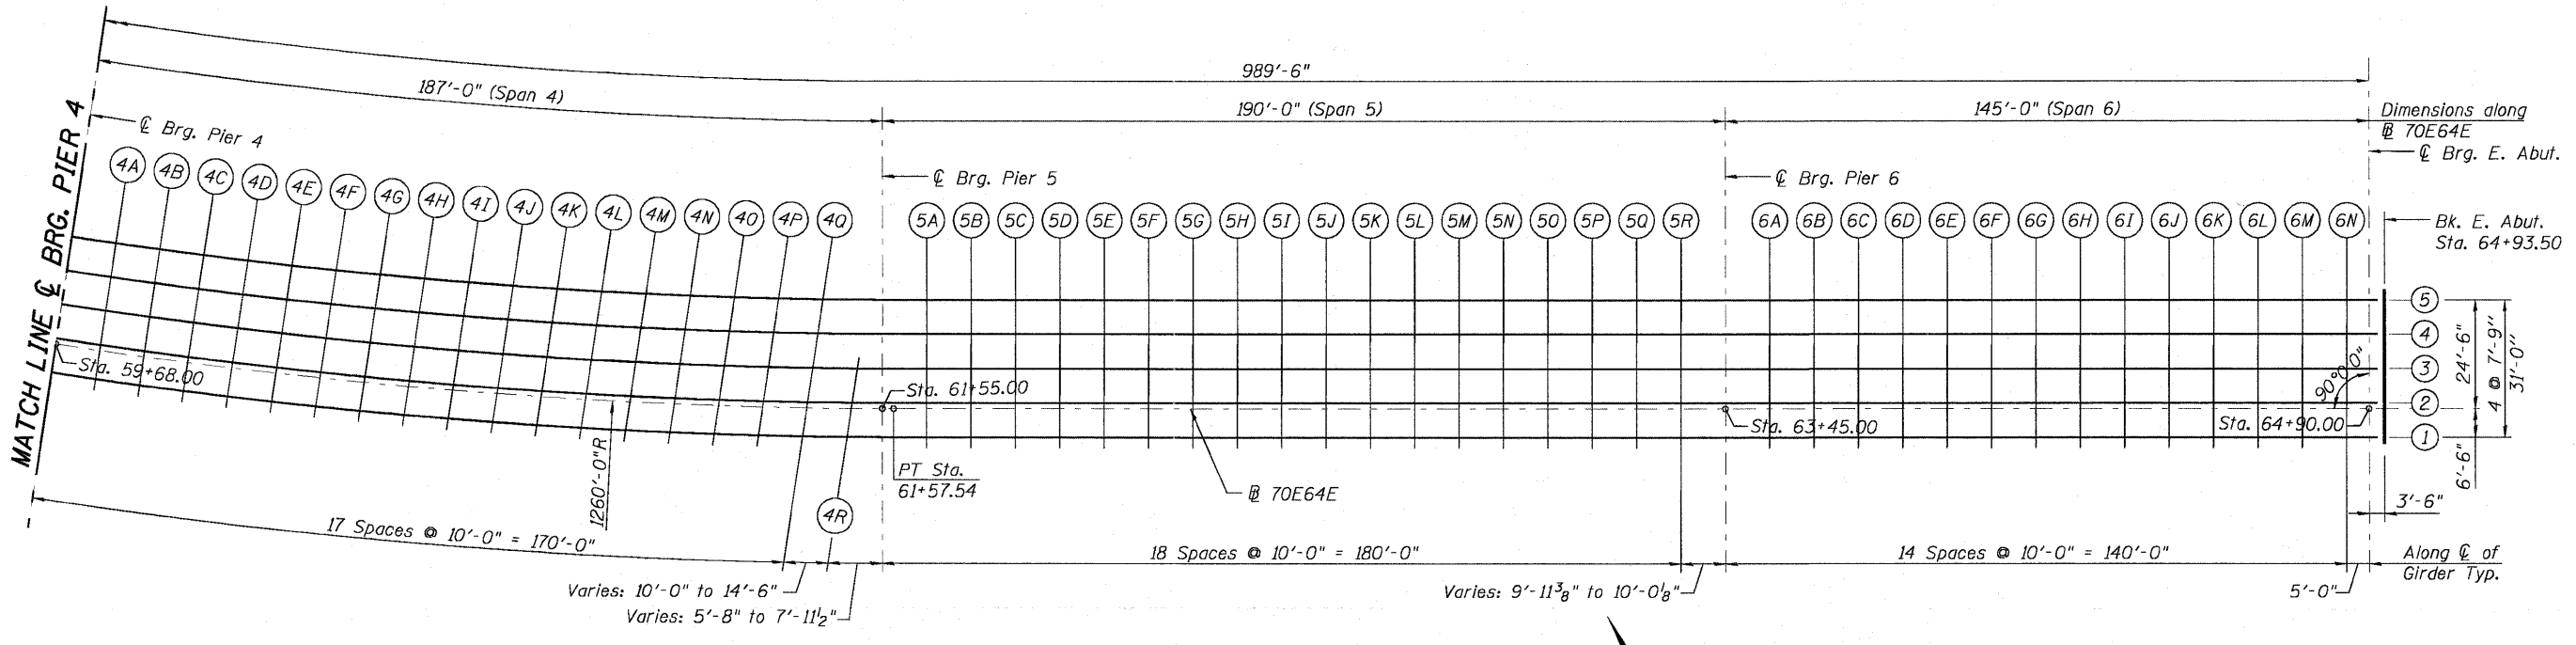 989'-6"
187'-0" (Span 4)
190'-0" (Span 5)
145'-0" (Span 6)
Dimensions along
℄ Brg. Pier 4
B̲L 70E64E
℄ Brg. E. Abut.
℄ Brg. Pier 5
℄ Brg. Pier 6
MATCH LINE ℄ BRG. PIER 4
4A 4B 4C 4D 4E 4F 4G 4H 4I 4J 4K 4L 4M 4N 4O 4P 4Q
5A 5B 5C 5D 5E 5F 5G 5H 5I 5J 5K 5L 5M 5N 5O 5P 5Q 5R
6A 6B 6C 6D 6E 6F 6G 6H 6I 6J 6K 6L 6M 6N
Bk. E. Abut.
Sta. 64+93.50
5
4
3
2
1
24'-6"
6'-6"
4 @ 7'-9"
31'-0"
90°0'0"
Sta. 59+68.00
Sta. 61+55.00
Sta. 63+45.00
Sta. 64+90.00
PT Sta.
61+57.54
BL 70E64E
1260'-0"R
4R
3'-6"
17 Spaces @ 10'-0" = 170'-0"
18 Spaces @ 10'-0" = 180'-0"
14 Spaces @ 10'-0" = 140'-0"
Along ℄ of
Girder Typ.
Varies: 10'-0" to 14'-6"
Varies: 9'-11 3/8" to 10'-0 1/8"
5'-0"
Varies: 5'-8" to 7'-11 1/2"